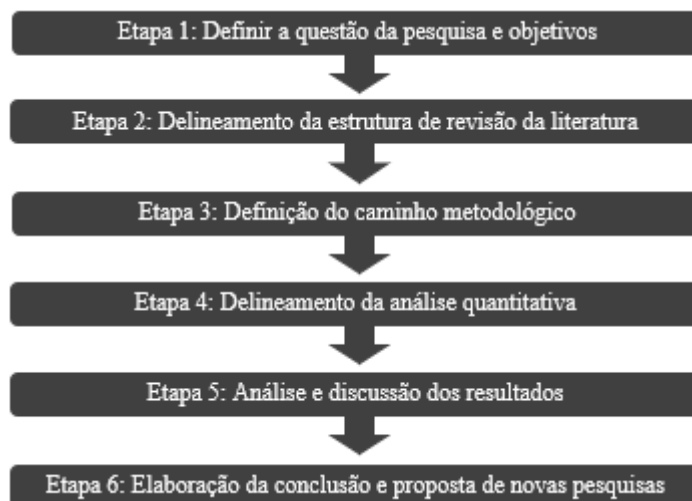 Etapa 1: Definir a questão da pesquisa e objetivos
Etapa 2: Delineamento da estrutura de revisão da literatura
Etapa 3: Definição do caminho metodológico
Etapa 4: Delineamento da análise quantitativa
Etapa 5: Análise e discussão dos resultados
Etapa 6: Elaboração da conclusão e proposta de novas pesquisas